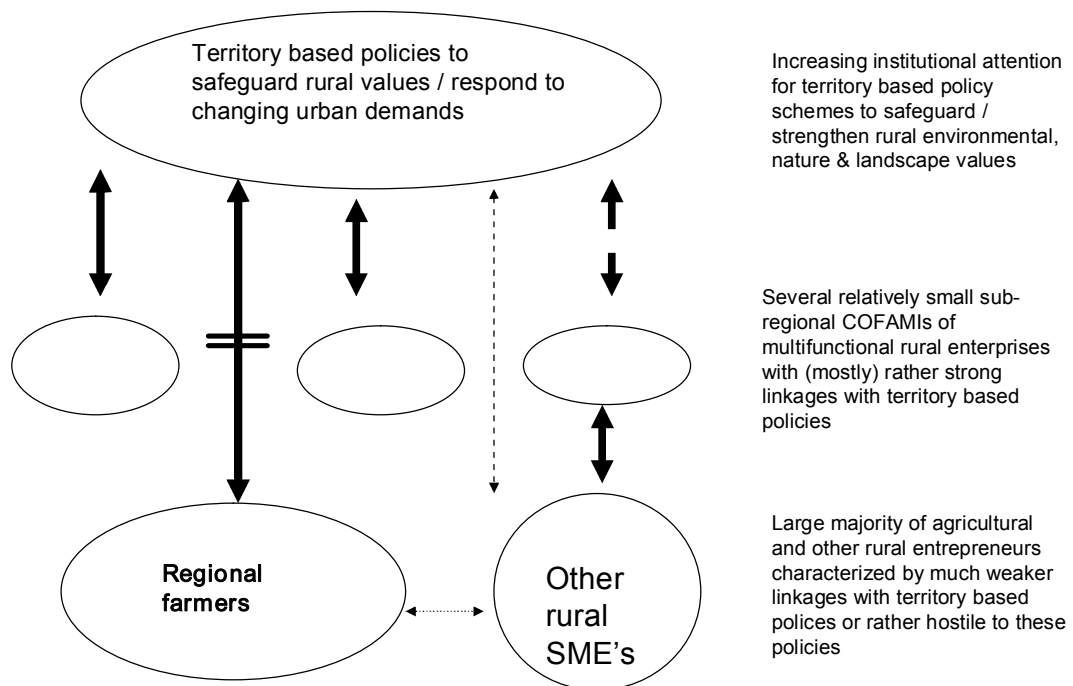 Territory based policies to
safeguard rural values / respond to
changing urban demands
Increasing institutional attention
for territory based policy
schemes to safeguard /
strengthen rural environmental,
nature & landscape values
Several relatively small sub-
regional COFAMIs of
multifunctional rural enterprises
with (mostly) rather strong
linkages with territory based
policies
Regional
farmers
Other
rural
SME's
Large majority of agricultural
and other rural entrepreneurs
characterized by much weaker
linkages with territory based
polices or rather hostile to these
policies